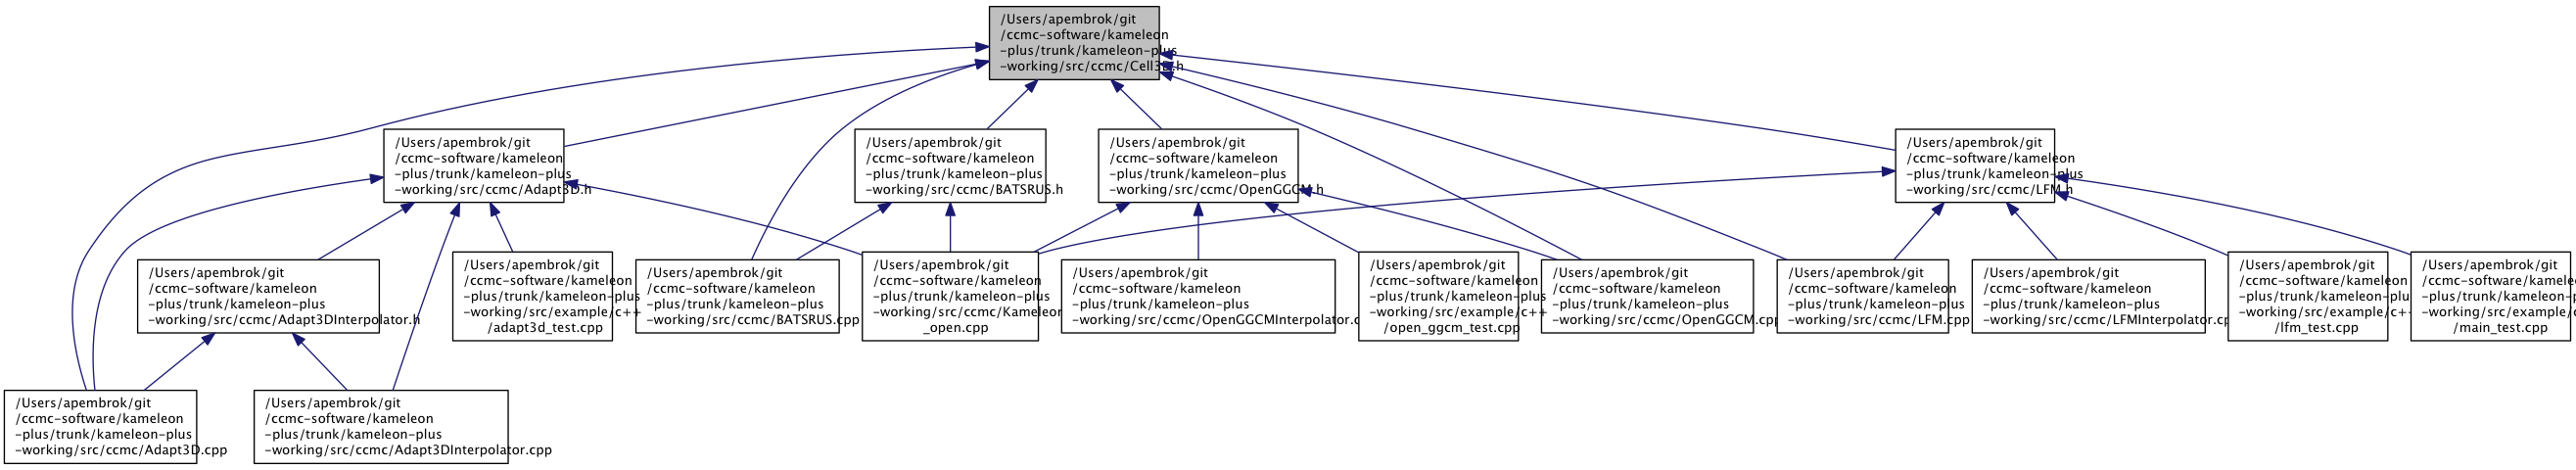 /Users/apembrok/git
/ccmc-software/kameleon
-plus/trunk/kameleon-plus
-working/src/ccmc/Cell3D.h
/Users/apembrok/git
/ccmc-software/kameleon
-plus/trunk/kameleon-plus
-working/src/ccmc/Adapt3D.h
/Users/apembrok/git
/ccmc-software/kameleon
-plus/trunk/kameleon-plus
-working/src/ccmc/BATSRUS.h
/Users/apembrok/git
/ccmc-software/kameleon
-plus/trunk/kameleon-plus
-working/src/ccmc/OpenGGCM.h
/Users/apembrok/git
/ccmc-software/kameleon
-plus/trunk/kameleon-plus
-working/src/ccmc/LFM.h
/Users/apembrok/git
/ccmc-software/kameleon
-plus/trunk/kameleon-plus
-working/src/ccmc/Adapt3DInterpolator.h
/Users/apembrok/git
/ccmc-software/kameleon
-plus/trunk/kameleon-plus
-working/src/example/c++
/adapt3d_test.cpp
/Users/apembrok/git
/ccmc-software/kameleon
-plus/trunk/kameleon-plus
-working/src/ccmc/BATSRUS.cpp
/Users/apembrok/git
/ccmc-software/kameleon
-plus/trunk/kameleon-plus
-working/src/ccmc/Kameleon
_open.cpp
/Users/apembrok/git
/ccmc-software/kameleon
-plus/trunk/kameleon-plus
-working/src/ccmc/OpenGGCMInterpolator.c
/Users/apembrok/git
/ccmc-software/kameleon
-plus/trunk/kameleon-plus
-working/src/example/c++
/open_ggcm_test.cpp
/Users/apembrok/git
/ccmc-software/kameleon
-plus/trunk/kameleon-plus
-working/src/ccmc/OpenGGCM.cpp
/Users/apembrok/git
/ccmc-software/kameleon
-plus/trunk/kameleon-plus
-working/src/ccmc/LFM.cpp
/Users/apembrok/git
/ccmc-software/kameleon
-plus/trunk/kameleon-plus
-working/src/ccmc/LFMInterpolator.cp
/Users/apembrok/git
/ccmc-software/kameleon
-plus/trunk/kameleon-plu
-working/src/example/c++
/lfm_test.cpp
/Users/apembrok/git
/ccmc-software/kamele
-plus/trunk/kameleon-p
-working/src/example/c
/main_test.cpp
/Users/apembrok/git
/ccmc-software/kameleon
-plus/trunk/kameleon-plus
-working/src/ccmc/Adapt3D.cpp
/Users/apembrok/git
/ccmc-software/kameleon
-plus/trunk/kameleon-plus
-working/src/ccmc/Adapt3DInterpolator.cpp